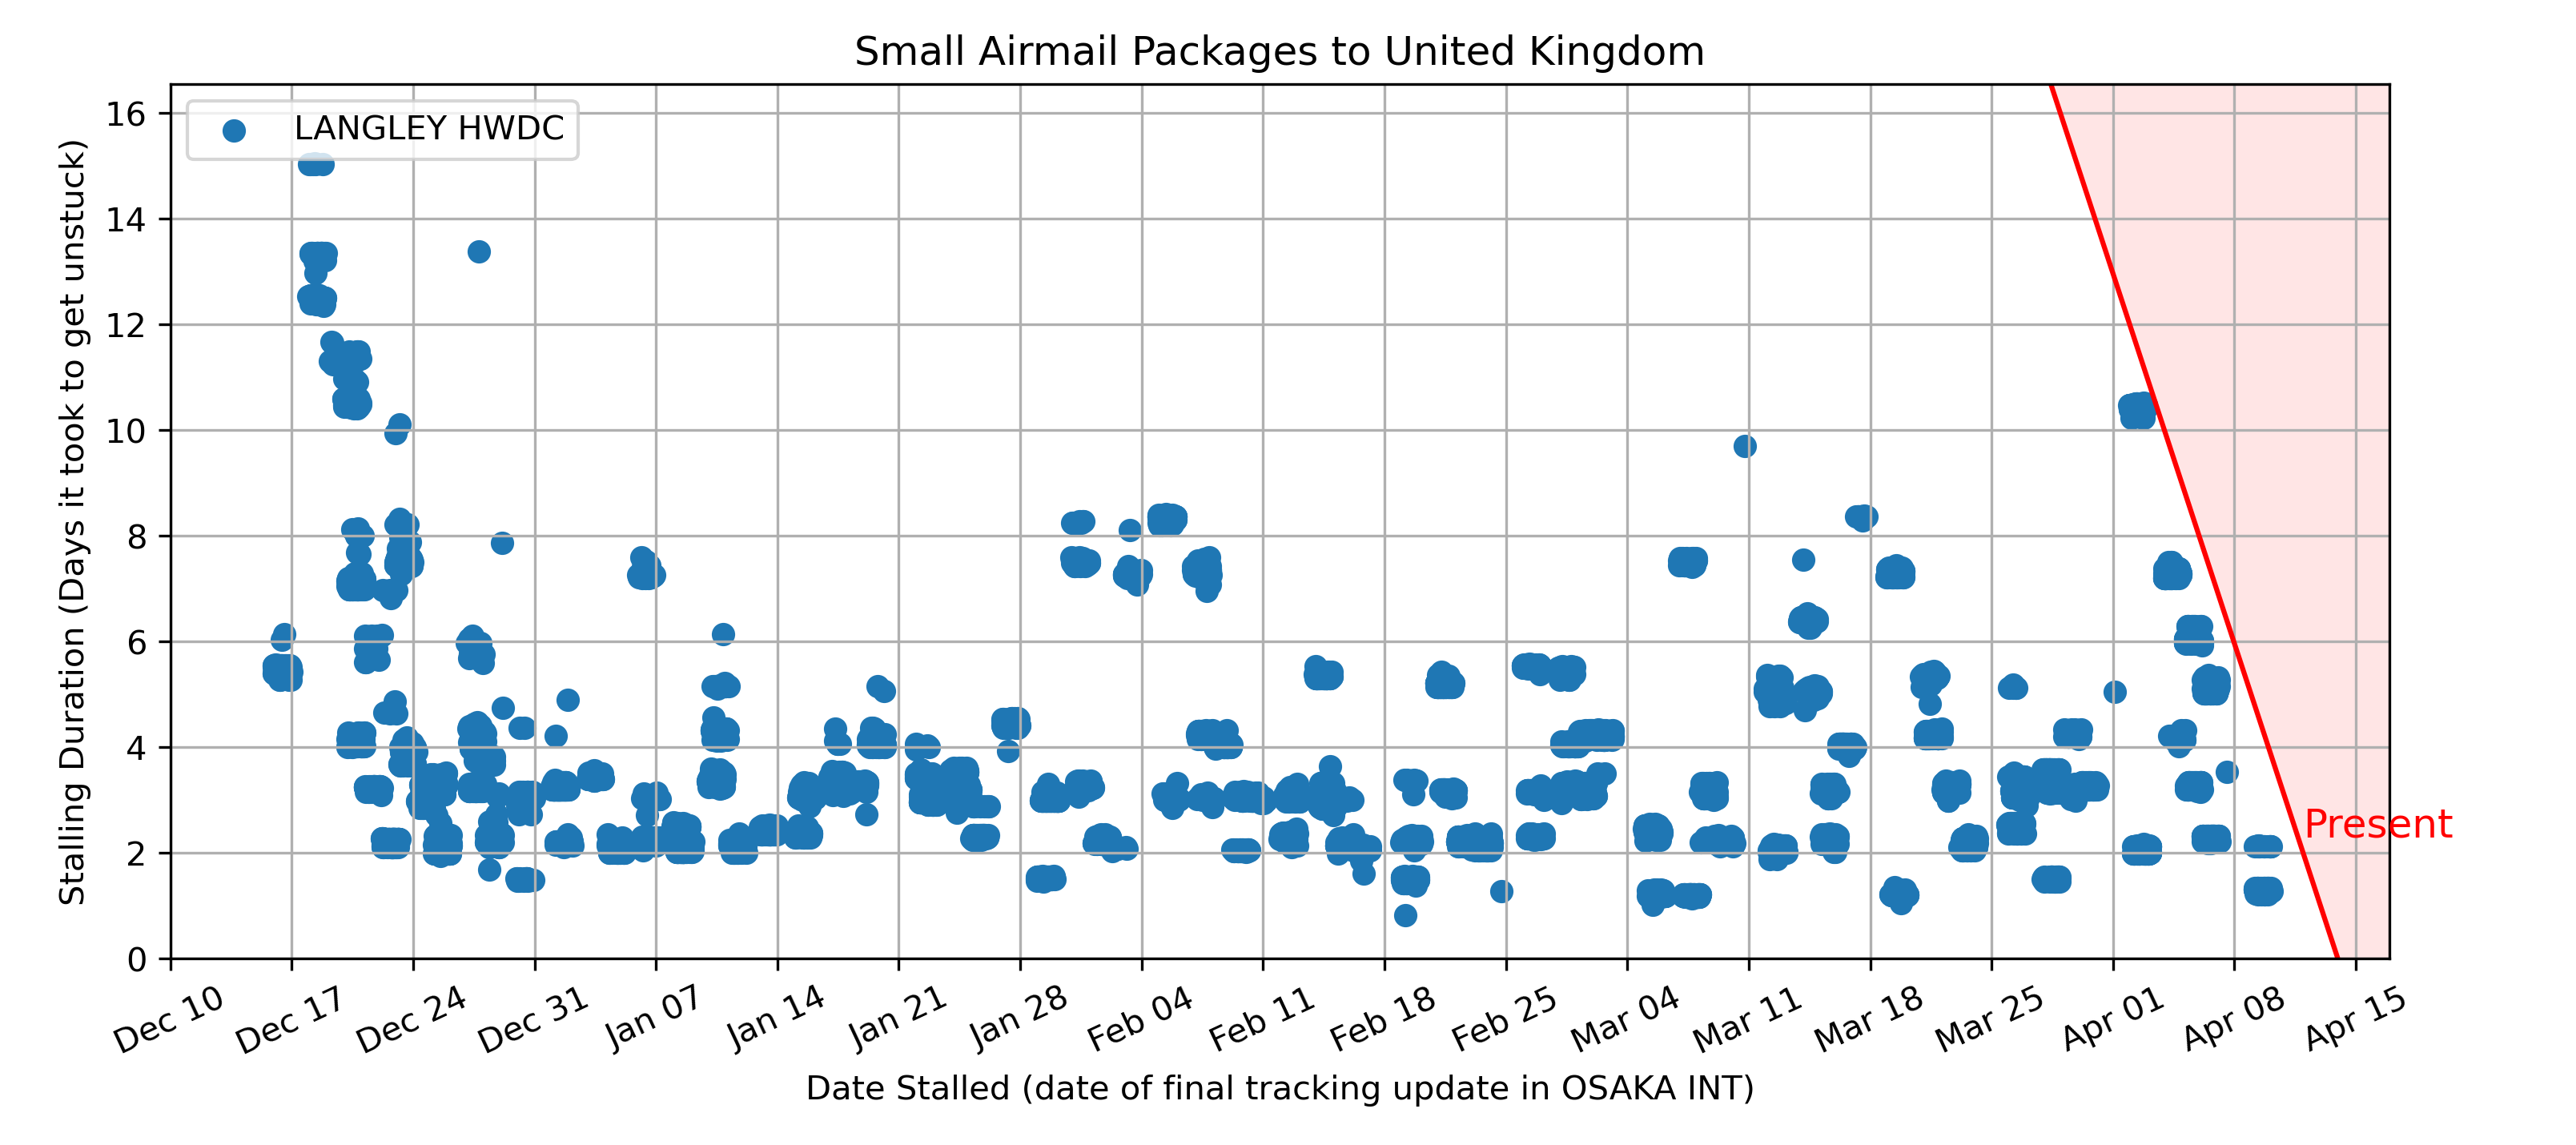 Small Airmail Packages to United Kingdom
LANGLEY HWDC
Stalling Duration (Days it took to get unstuck)
16
14
12
10
8
6
4
2
0
Present
Dec 10
Dec 17
Dec 24
Dec 31
Jan 07
Jan 14
Jan 21
Jan 28
Feb 04
Feb 11
Feb 18
Feb 25
Mar 04
Mar 11
Mar 18
Mar 25
Apr 01
Apr 08
Apr 15
Date Stalled (date of final tracking update in OSAKA INT)